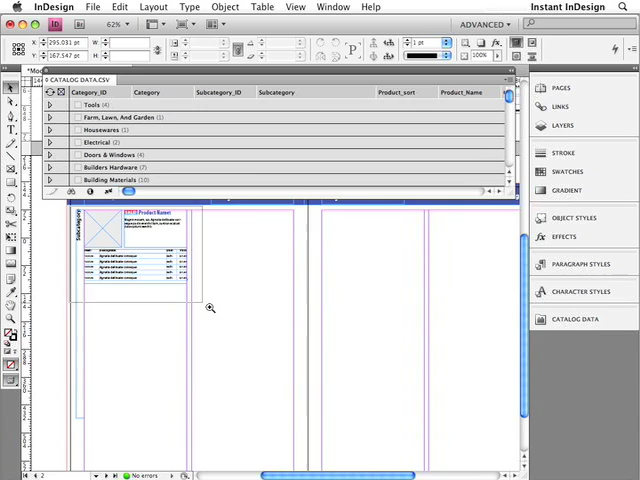 InDesign File Edit Layout Type Object Table View Window Instant InDesign
Br 62% ADVANCED
X: 295.031 pt W: 1 pt
Y: 167.547 pt H: 100%
CATALOG DATA.CSV
Category_ID Category Subcategory_ID Subcategory Product_sort Product_Name
Tools (4)
Farm, Lawn, And Garden (1)
Housewares (1)
Electrical (2)
Doors & Windows (4)
Builders Hardware (7)
Building Materials (10)
Subcategory
Product Name:
PAGES
LINKS
LAYERS
STROKE
SWATCHES
GRADIENT
OBJECT STYLES
EFFECTS
PARAGRAPH STYLES
CHARACTER STYLES
CATALOG DATA
2 No errors